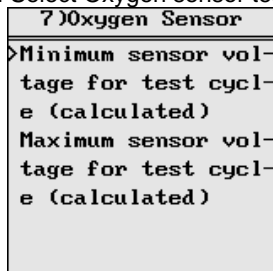 7)Oxygen Sensor
>Minimum sensor vol-
tage for test cycl-
e (calculated)
Maximum sensor vol-
tage for test cycl-
e (calculated)